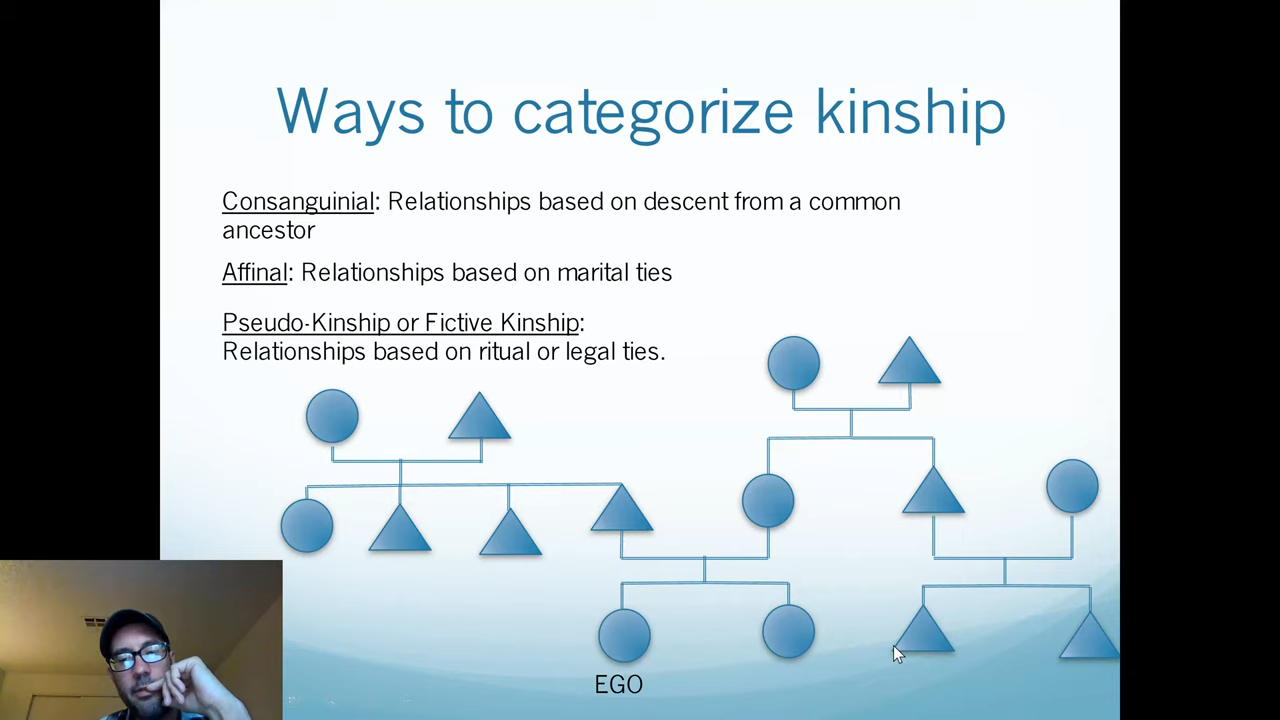 Ways to categorize kinship
Consanguinial: Relationships based on descent from a common
ancestor
Affinal: Relationships based on marital ties
Pseudo-Kinship or Fictive Kinship:
Relationships based on ritual or legal ties.
EGO